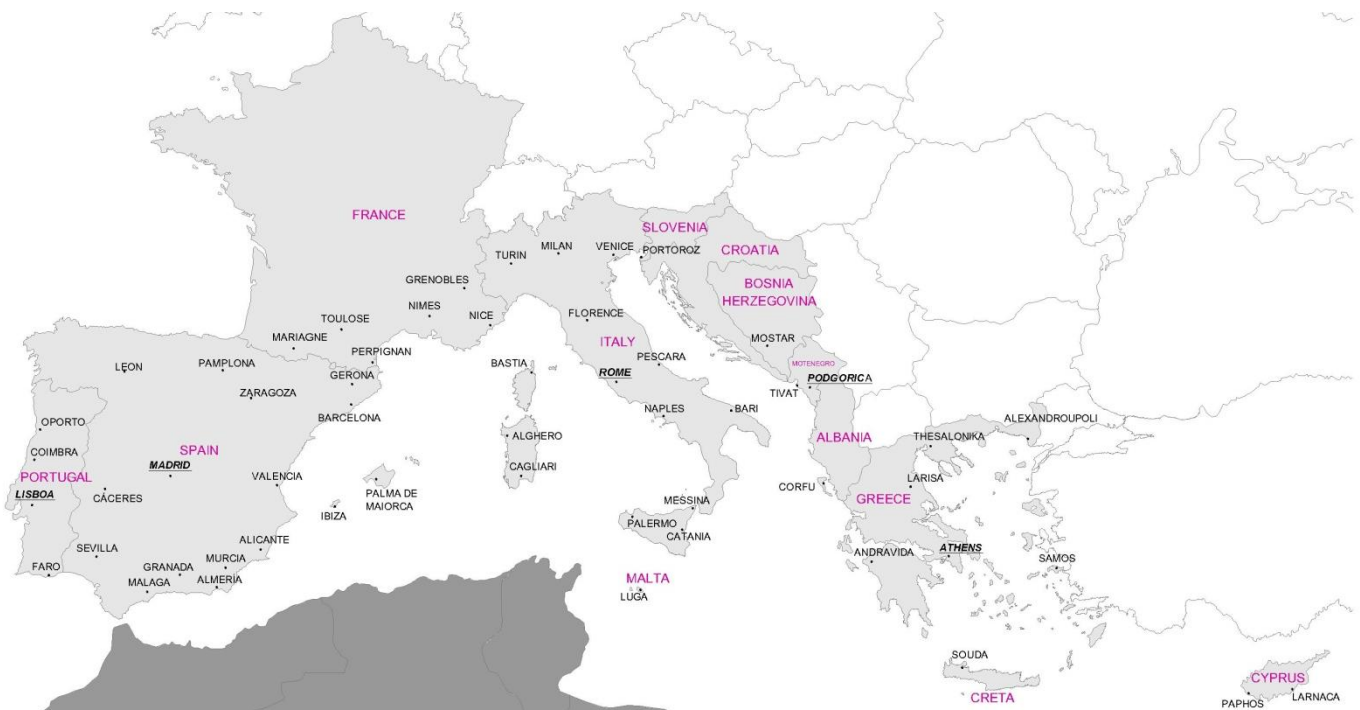 FRANCE
SLOVENIA
CROATIA
TURIN
MILAN
VENICE
PORTOROZ
BOSNIA
HERZEGOVINA
GRENOBLES
NIMES
NICE
FLORENCE
TOULOSE
MARIAGNE
ITALY
MOSTAR
PERPIGNAN
PESCARA
LEON
PAMPLONA
BASTIA
MOTENEGRO
GERONA
ROME
PODGORICA
ZARAGOZA
TIVAT
BARCELONA
NAPLES
BARI
ALEXANDROUPOLI
OPORTO
ALGHERO
ALBANIA
THESALONIKA
COIMBRA
SPAIN
MADRID
CAGLIARI
PORTUGAL
VALENCIA
LARISA
LISBOA
CÁCERES
PALMA DE
MAIORCA
CORFU
GREECE
IBIZA
MESSINA
PALERMO
CATANIA
ALICANTE
SEVILLA
MURCIA
ANDRAVIDA
ATHENS
SAMOS
FARO
GRANADA
MALAGA
ALMERÍA
MALTA
LUGA
SOUDA
CRETA
CYPRUS
PAPHOS
LARNACA